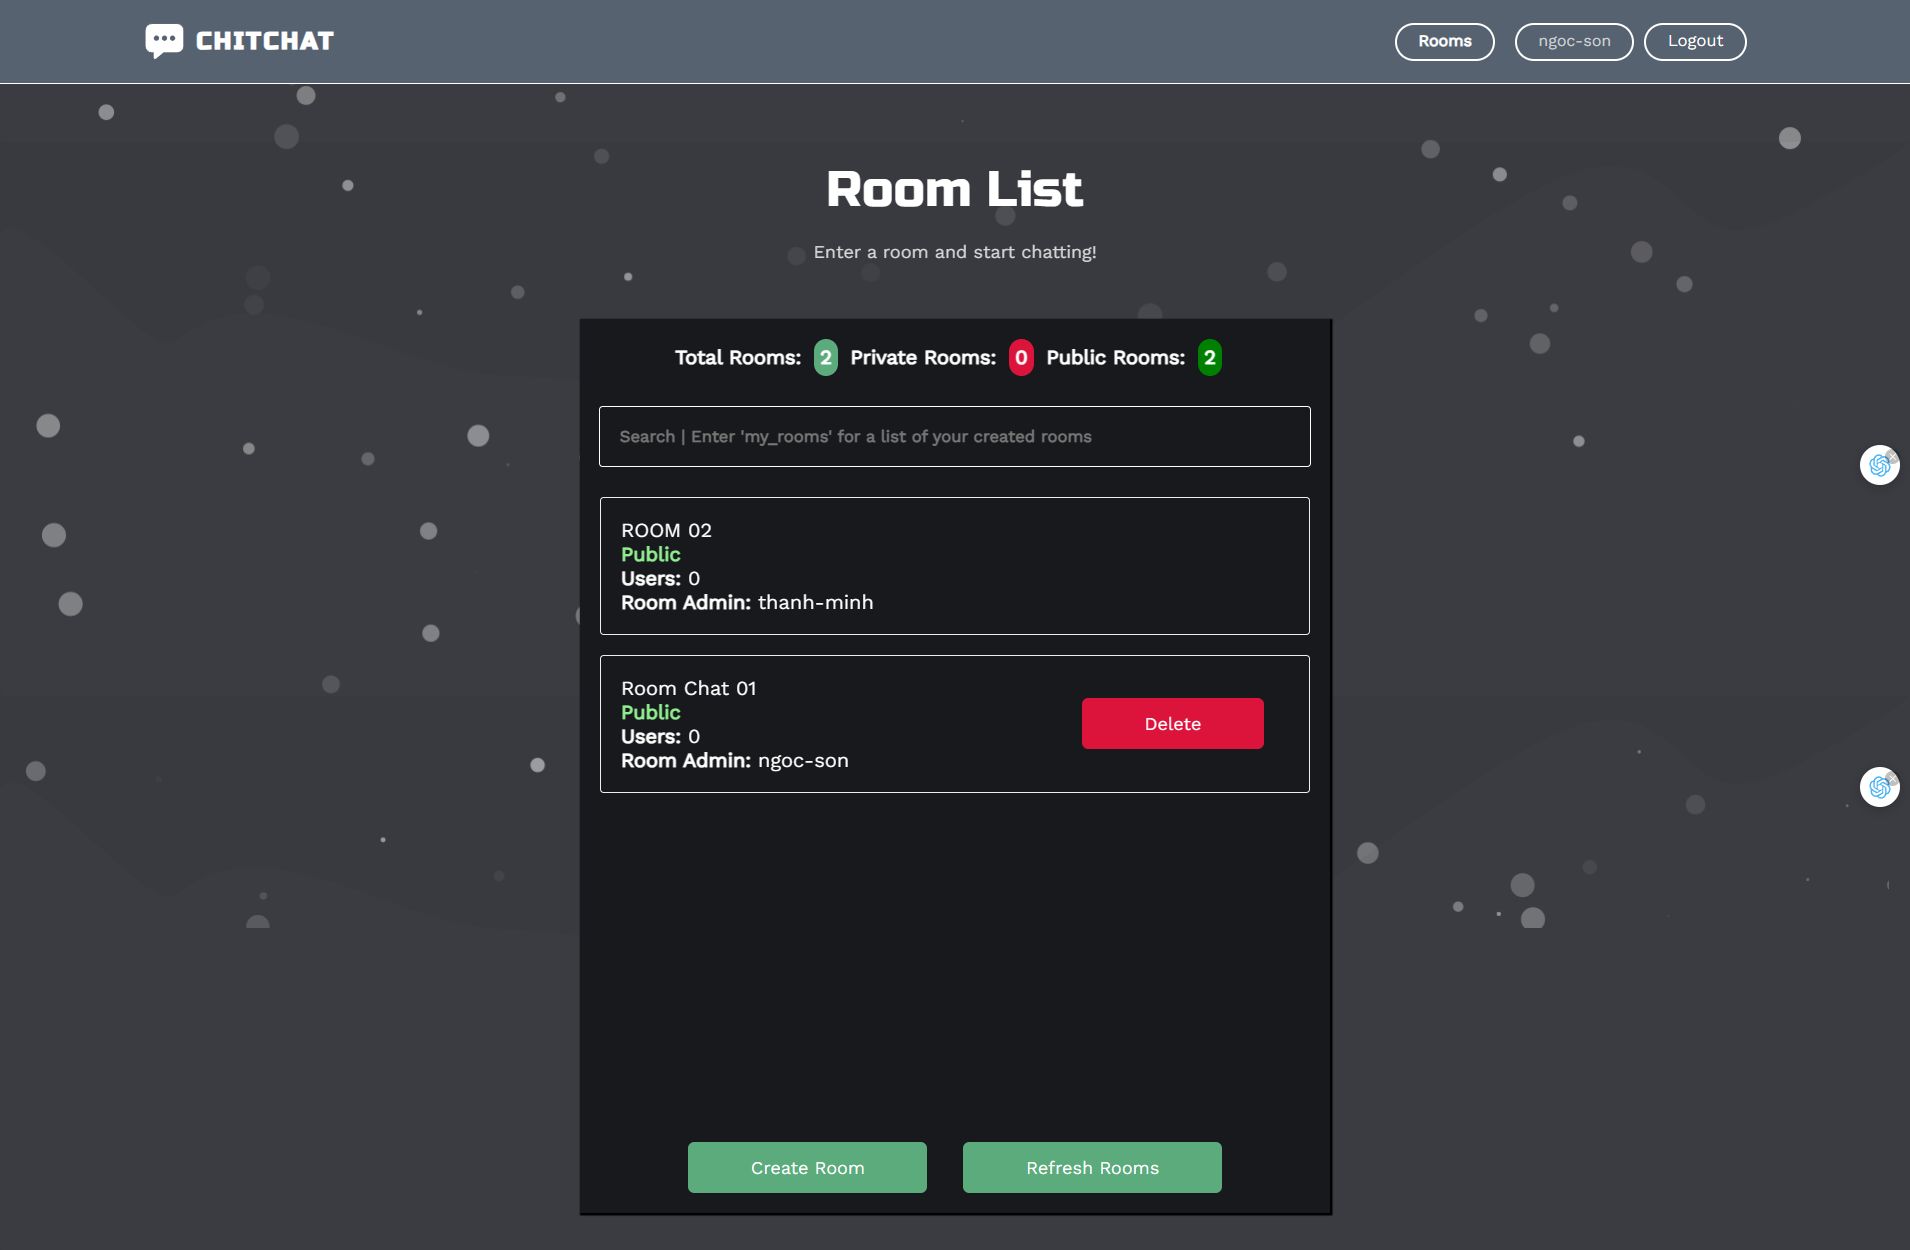 CHITCHAT
Rooms
ngoc-son
Logout
Room List
Enter a room and start chatting!
Total Rooms: 2 Private Rooms: 0 Public Rooms: 2
Search | Enter 'my_rooms' for a list of your created rooms
ROOM 02
Public
Users: 0
Room Admin: thanh-minh
Room Chat 01
Public
Users: 0
Room Admin: ngoc-son
Delete
Create Room
Refresh Rooms